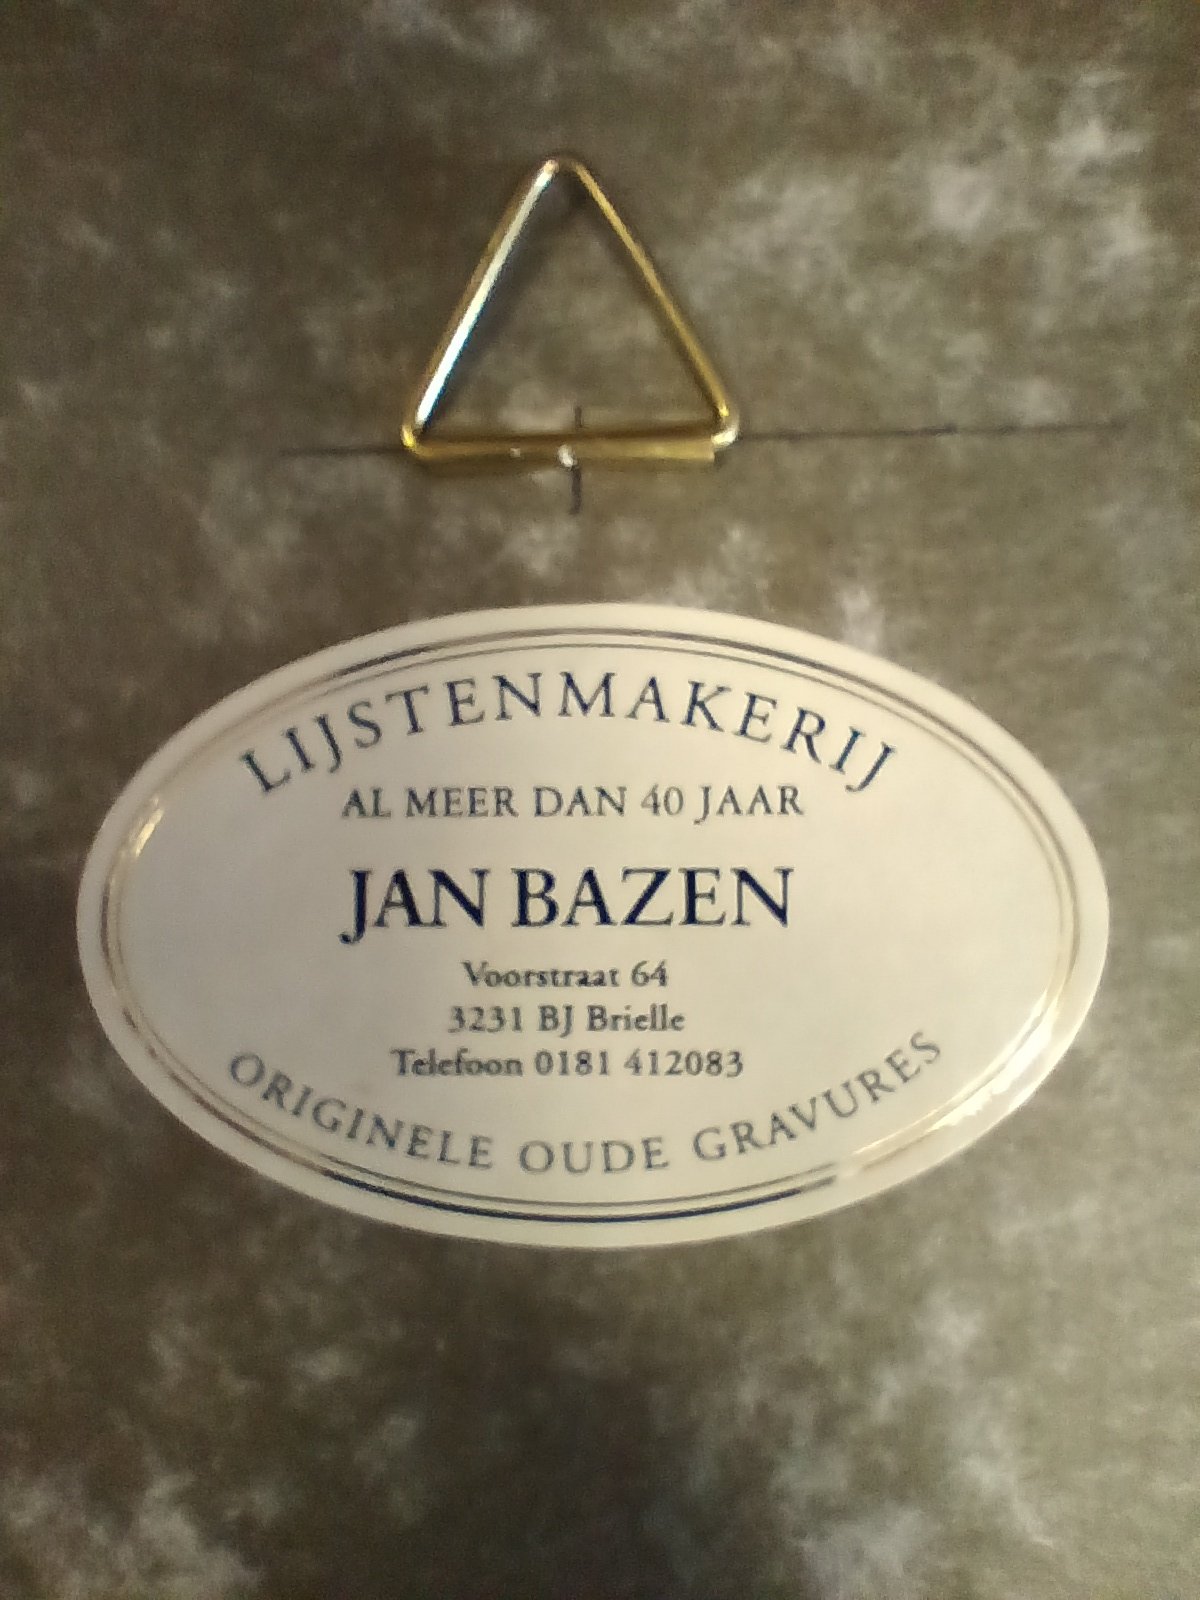 LIJSTENMAKERIJ
AL MEER DAN 40 JAAR
JAN BAZEN
Voorstraat 64
3231 BJ Brielle
Telefoon 0181 412083
ORIGINELE OUDE GRAVURES